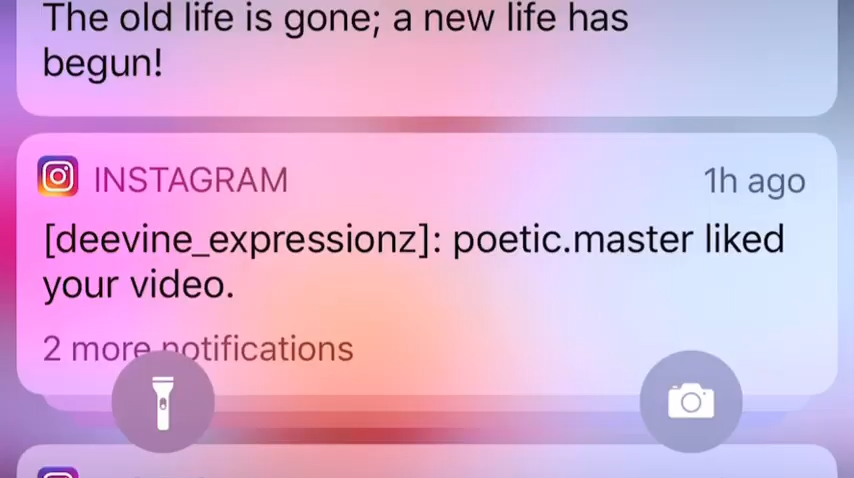 The old life is gone; a new life has
begun!
INSTAGRAM
1h ago
[deevine_expressionz]: poetic.master liked
your video.
2 more notifications